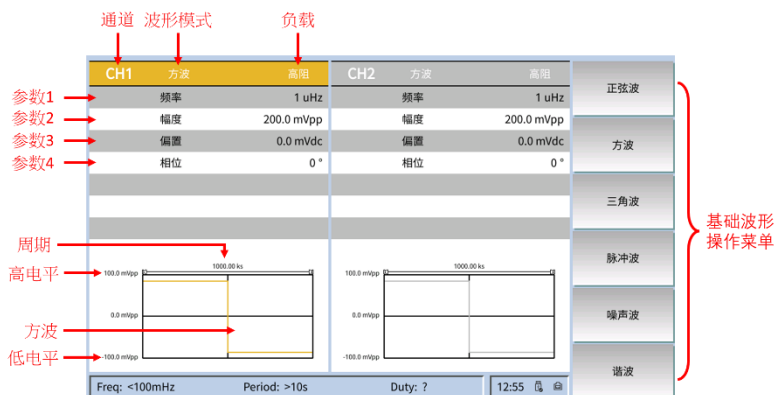 通道 波形模式 负载
CH1 方波 高阻 CH2 方波 高阻
正弦波
参数1 频率 1 uHz 频率 1 uHz
参数2 幅度 200.0 mVpp 幅度 200.0 mVpp
参数3 偏置 0.0 mVdc 偏置 0.0 mVdc
方波
参数4 相位 0 ° 相位 0 °
三角波
基础波形
操作菜单
周期
脉冲波
1000.00 ks 1000.00 ks
高电平 100.0 mVpp 100.0 mVpp
0.0 mVpp 0.0 mVpp
噪声波
方波
低电平 -100.0 mVpp -100.0 mVpp
谐波
Freq: <100mHz Period: >10s Duty: ? 12:55